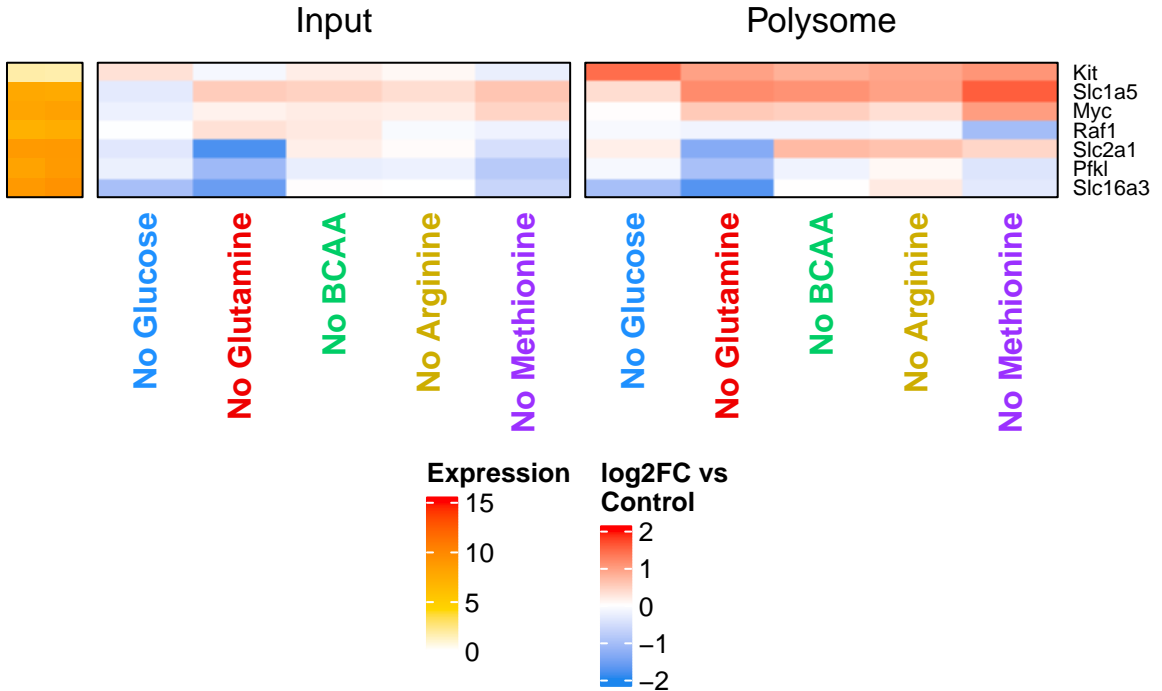 Input
Polysome
Kit
Slc1a5
Myc
Raf1
Slc2a1
Pfkl
Slc16a3
No Glucose
No Glutamine
No BCAA
No Arginine
No Methionine
No Glucose
No Glutamine
No BCAA
No Arginine
No Methionine
Expression
15
10
5
0
log2FC vs
Control
2
1
0
−1
−2